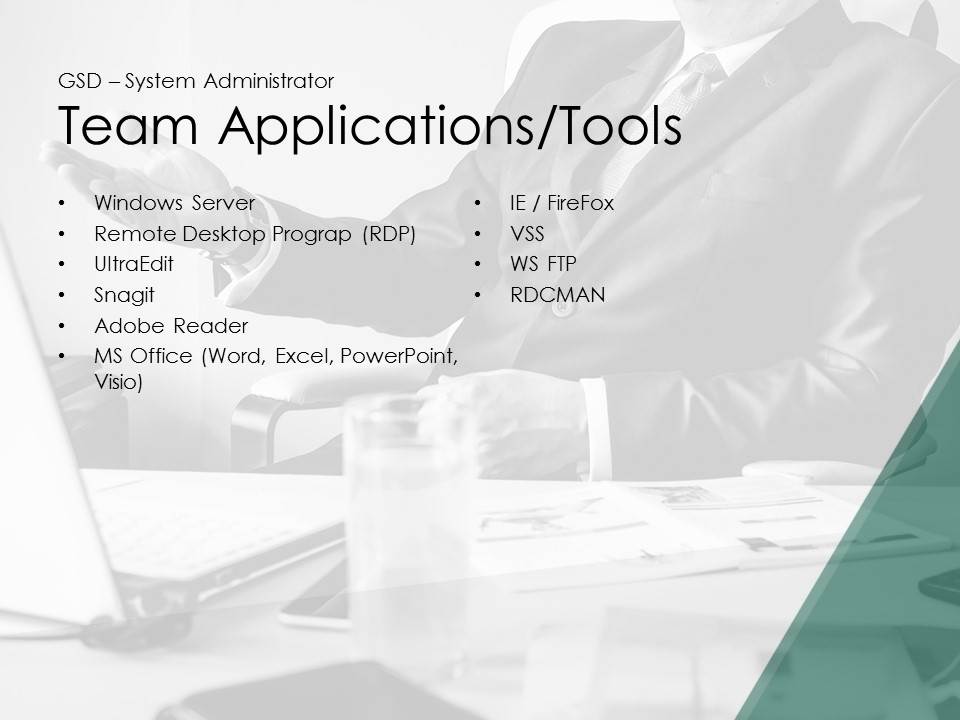 GSD – System Administrator
Team Applications/Tools
• Windows Server
• Remote Desktop Prograp (RDP)
• UltraEdit
• Snagit
• Adobe Reader
• MS Office (Word, Excel, PowerPoint,
Visio)
• IE / FireFox
• VSS
• WS FTP
• RDCMAN